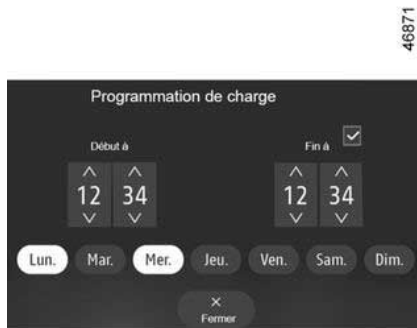 46871
Programmation de charge
Début à
Fin à
12 34
12 34
Lun. Mar. Mer. Jeu. Ven. Sam. Dim.
Fermer